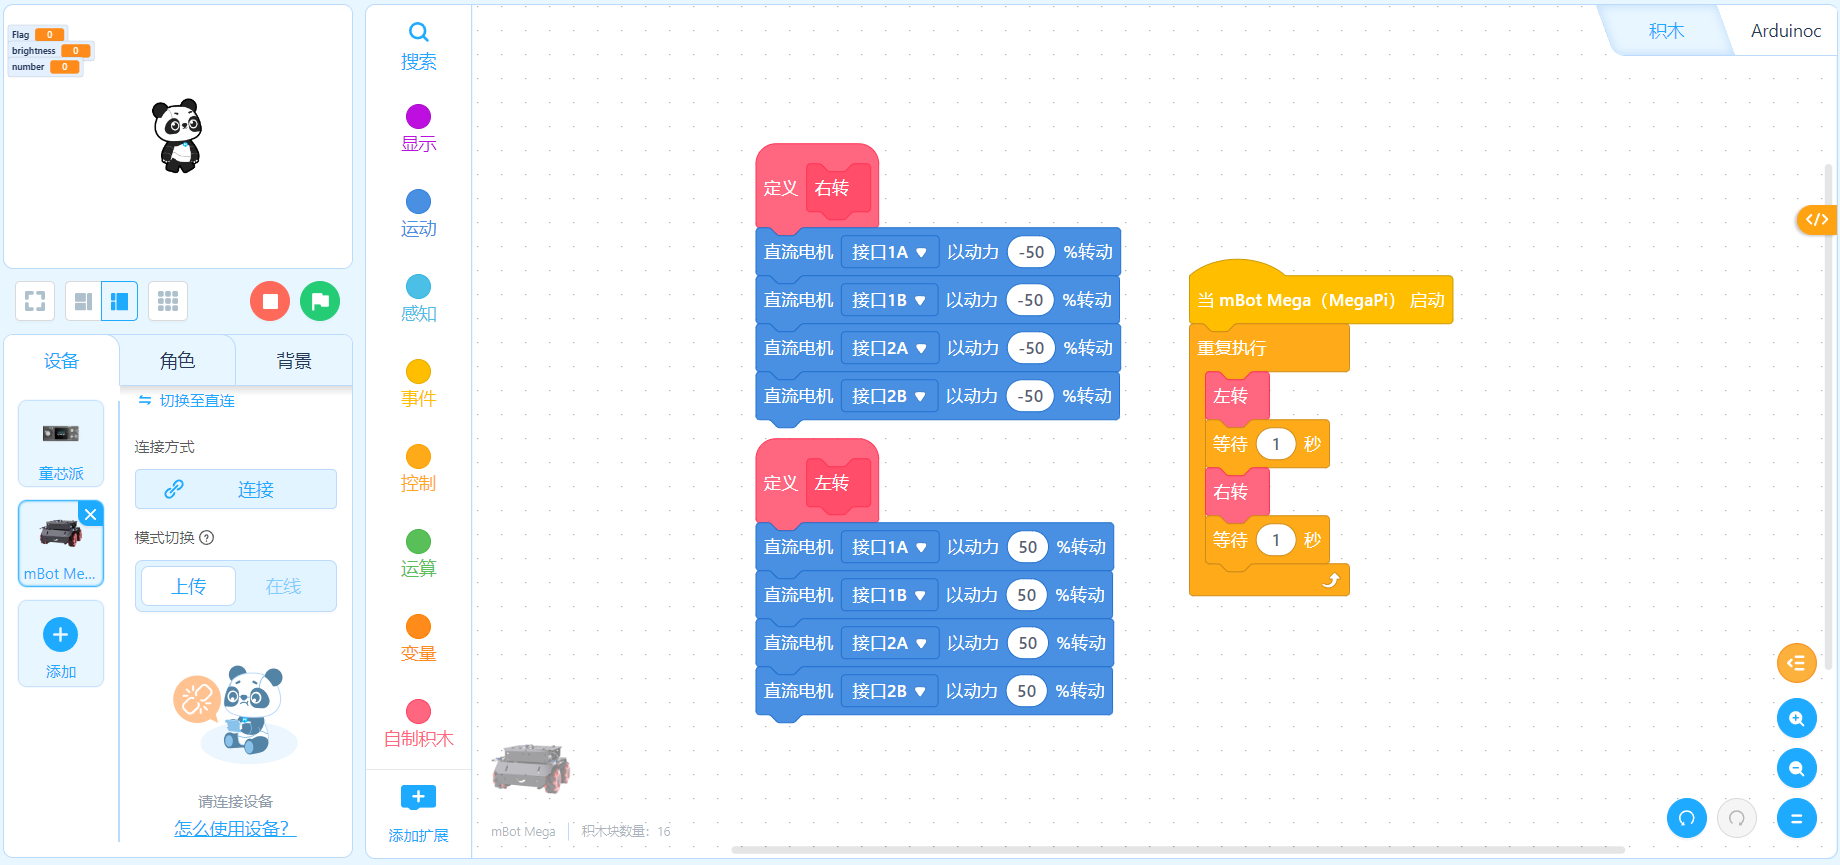 Flag 0
brightness 0
number 0
设备
角色
背景
切换至直连
童芯派
mBot Me...
添加
连接方式
连接
模式切换 ?
上传
在线
请连接设备
怎么使用设备?
搜索
显示
运动
感知
事件
控制
运算
变量
自制积木
添加扩展
积木
Arduinoc
定义 右转
直流电机 接口1A 以动力 -50 %转动
直流电机 接口1B 以动力 -50 %转动
直流电机 接口2A 以动力 -50 %转动
直流电机 接口2B 以动力 -50 %转动
定义 左转
直流电机 接口1A 以动力 50 %转动
直流电机 接口1B 以动力 50 %转动
直流电机 接口2A 以动力 50 %转动
直流电机 接口2B 以动力 50 %转动
当 mBot Mega（MegaPi） 启动
重复执行
左转
等待 1 秒
右转
等待 1 秒
</>
mBot Mega
积木块数量：16